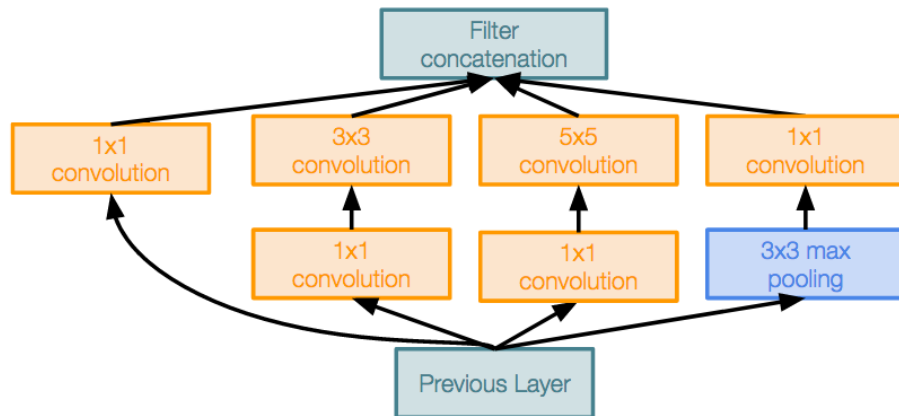 Filter
concatenation
1x1
convolution
3x3
convolution
5x5
convolution
1x1
convolution
1x1
convolution
1x1
convolution
3x3 max
pooling
Previous Layer